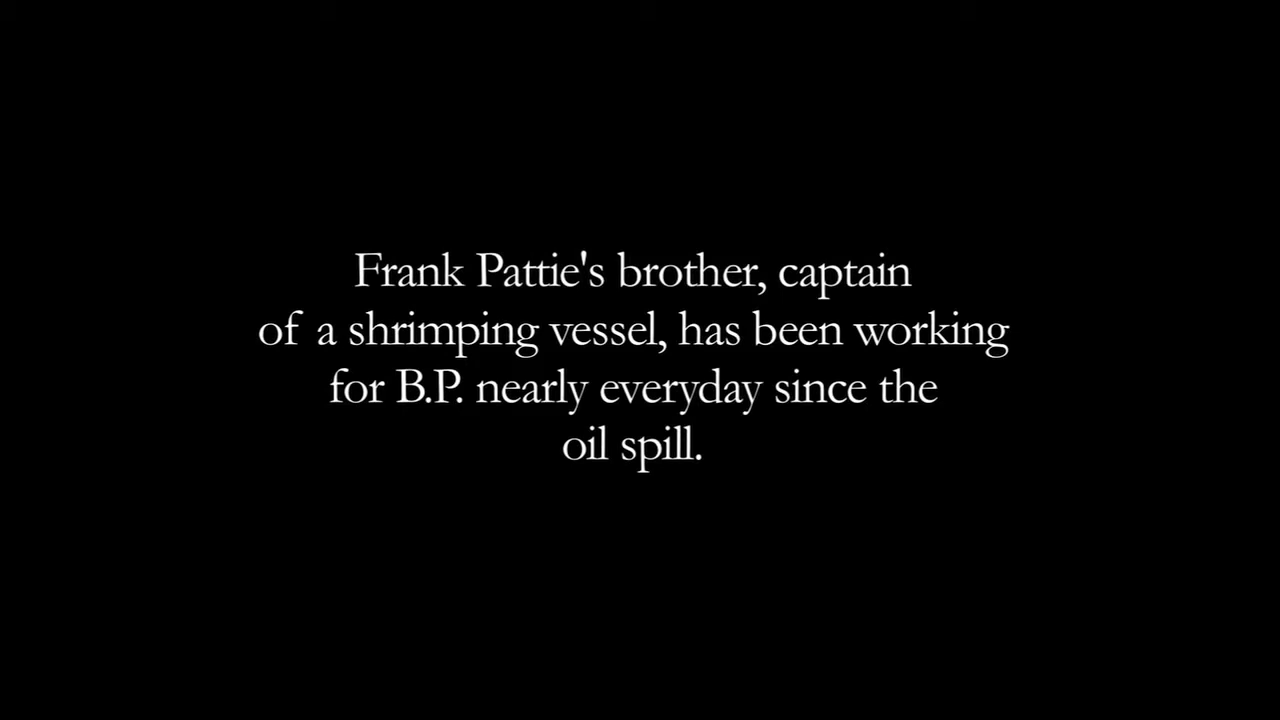 Frank Pattie's brother, captain
of a shrimping vessel, has been working
for B.P. nearly everyday since the
oil spill.